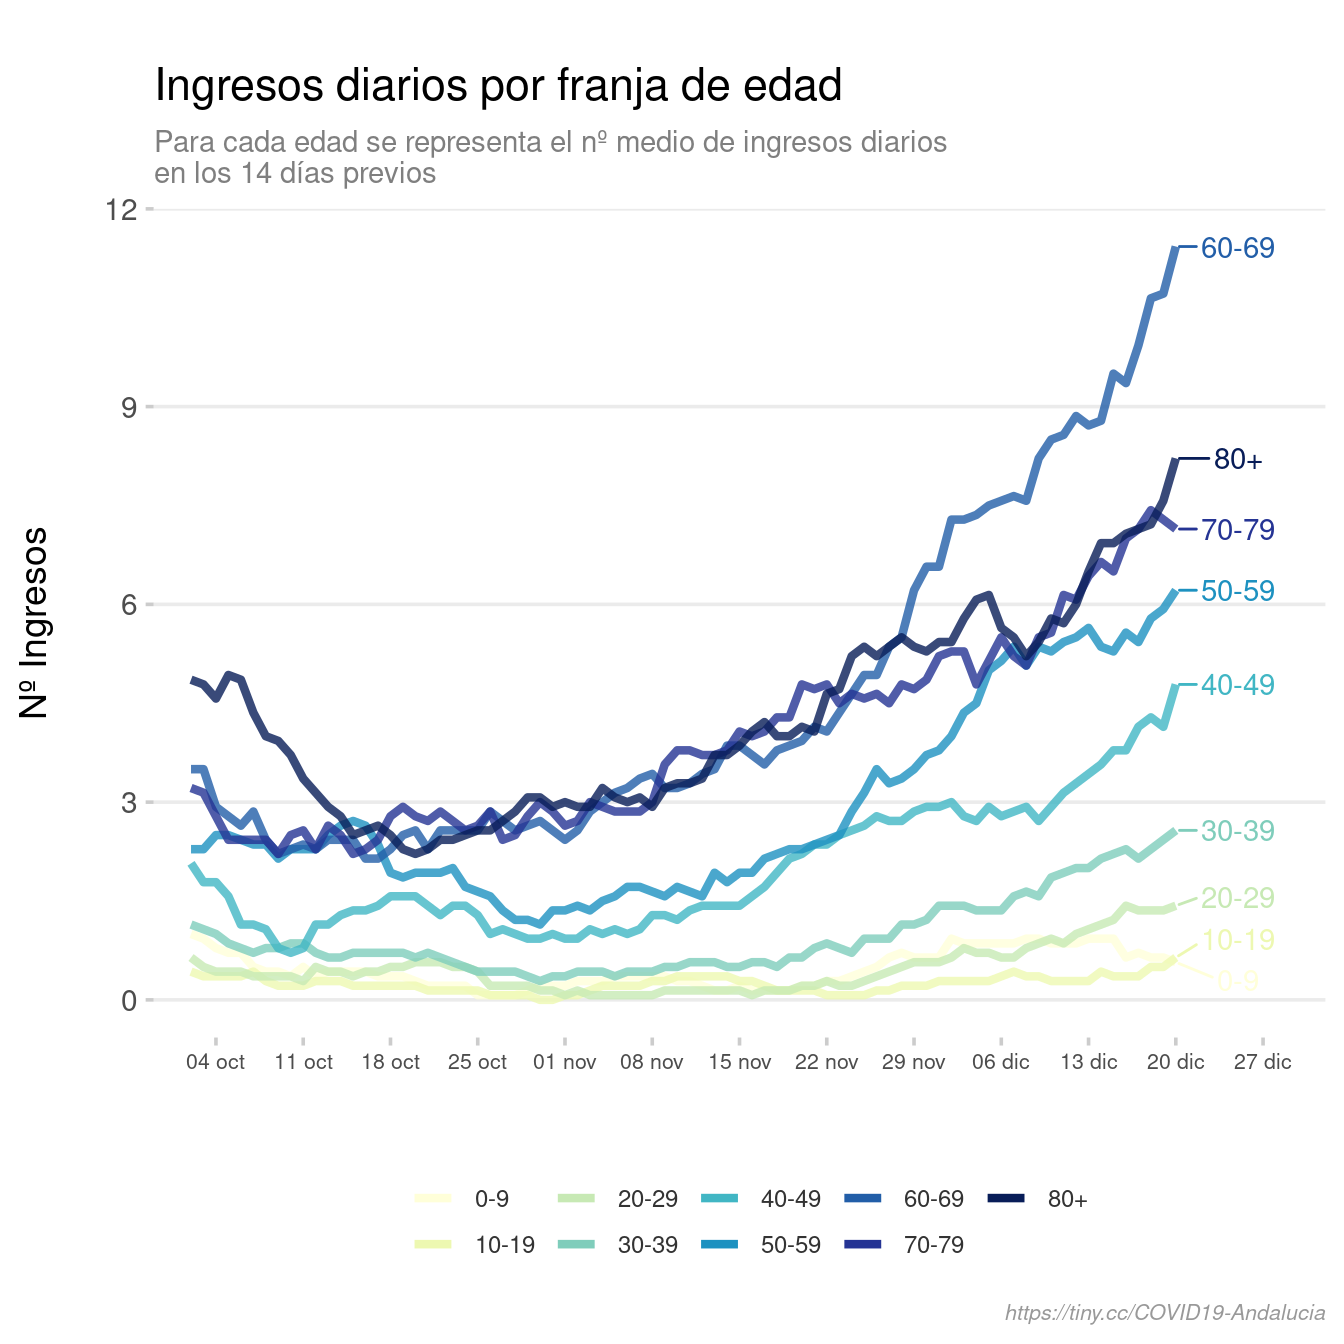 Ingresos diarios por franja de edad
Para cada edad se representa el nº medio de ingresos diarios
en los 14 días previos
Nº Ingresos
12
9
6
3
0
60-69
80+
70-79
50-59
40-49
30-39
20-29
10-19
0-9
04 oct 11 oct 18 oct 25 oct 01 nov 08 nov 15 nov 22 nov 29 nov 06 dic 13 dic 20 dic 27 dic
0-9 20-29 40-49 60-69 80+
10-19 30-39 50-59 70-79
https://tiny.cc/COVID19-Andalucia